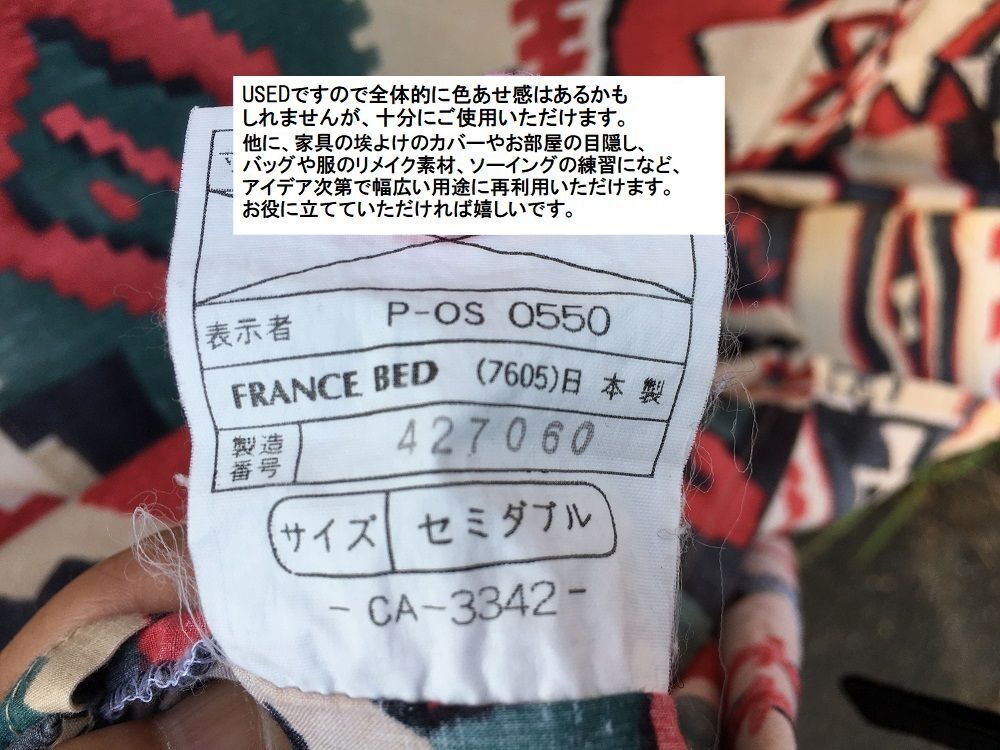 USEDですので全体的に色あせ感はあるかも
しれませんが、十分にご使用いただけます。
他に、家具の埃よけのカバーやお部屋の目隠し、
バッグや服のリメイク素材、ソーイングの練習になど、
アイデア次第で幅広い用途に再利用いただけます。
お役に立てていただければ嬉しいです。
表示者 P-OS 0550
FRANCE BED (7605)日本製
製造番号 427060
サイズ セミダブル
-CA-3342-